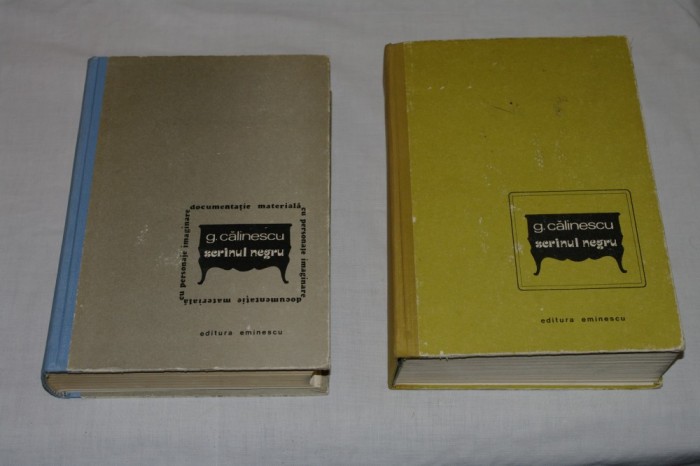 documentație materială
cu personaje imaginare
documentație materială
cu personaje imaginare
g. călinescu
scrinul negru
editura eminescu
g. călinescu
scrinul negru
editura eminescu